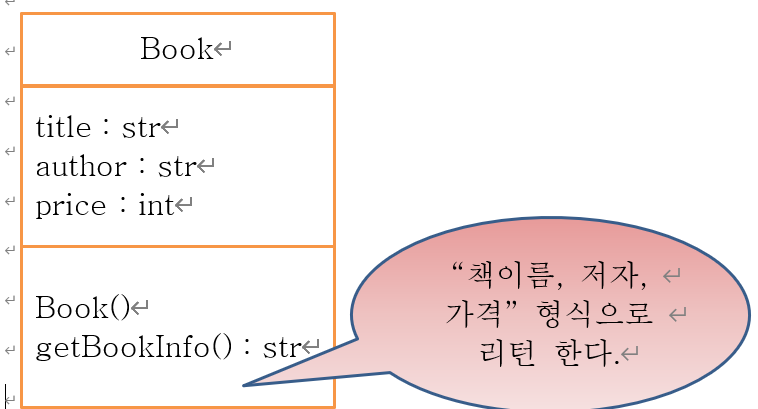 Book
title : str
author : str
price : int
Book()
getBookInfo() : str
“책이름, 저자,
가격” 형식으로
리턴 한다.